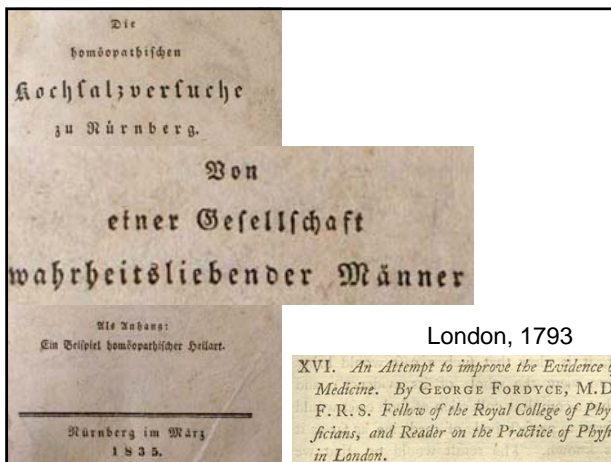 Die
homöopathischen
Kochsalzversuche
zu Nürnberg.
Von
einer Gesellschaft
wahrheitsliebender Männer
Als Anhang:
Ein Beispiel homöopathischer Heilart.
Nürnberg im März
1835.
London, 1793
XVI. An Attempt to improve the Evidence
Medicine. By GEORGE FORDYCE, M.D
F.R.S. Fellow of the Royal College of Phy-
sicians, and Reader on the Practice of Physi
in London.